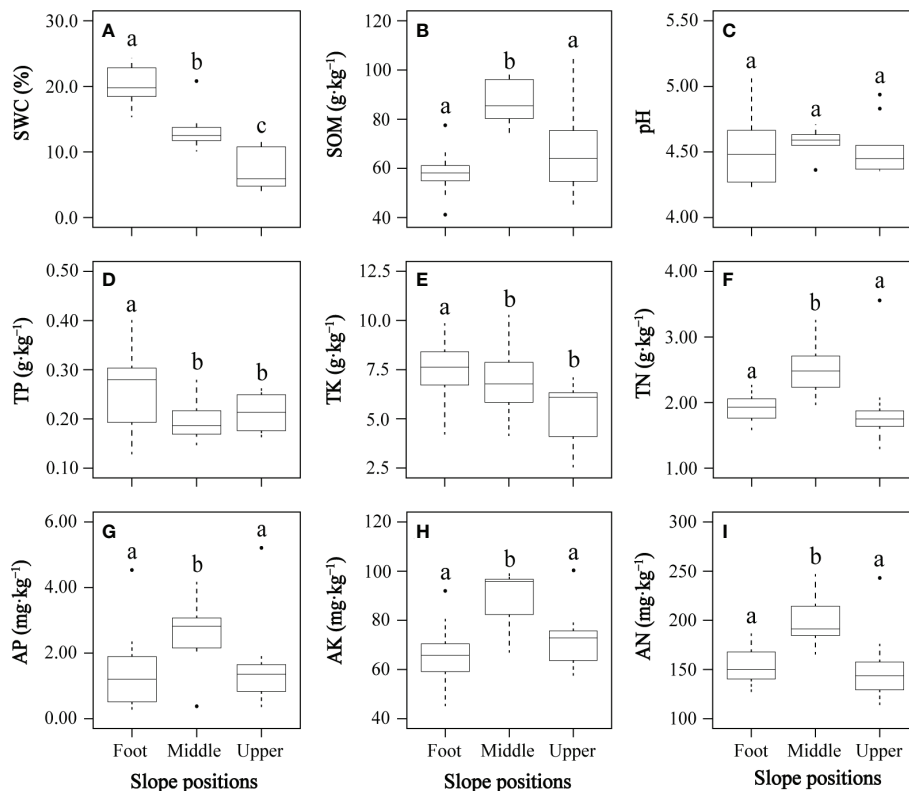 A
SWC (%)
30.0
20.0
10.0
0.0
a
b
c
B
SOM (g·kg⁻¹)
120
100
80
60
40
a
b
a
C
pH
5.50
5.00
4.50
4.00
a
a
a
D
TP (g·kg⁻¹)
0.50
0.40
0.30
0.20
0.10
a
b
b
E
TK (g·kg⁻¹)
12.5
10.0
7.5
5.0
2.5
a
b
b
F
TN (g·kg⁻¹)
4.00
3.00
2.00
1.00
a
b
a
G
AP (mg·kg⁻¹)
6.00
4.00
2.00
0.00
a
b
a
Foot Middle Upper
Slope positions
H
AK (mg·kg⁻¹)
120
100
80
60
40
a
b
a
Foot Middle Upper
Slope positions
I
AN (mg·kg⁻¹)
300
250
200
150
100
a
b
a
Foot Middle Upper
Slope positions